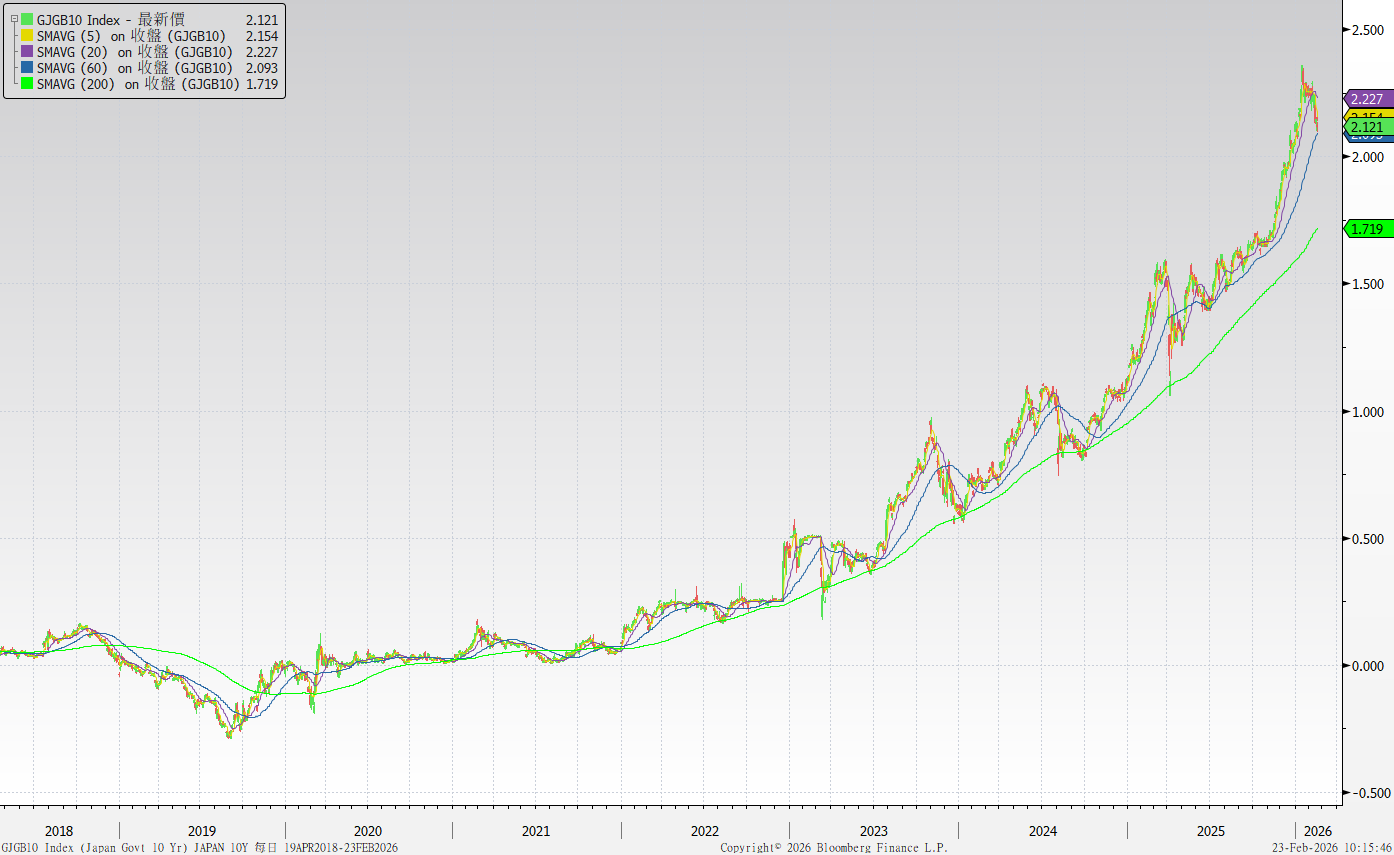 GJGB10 Index - 最新價 2.121
SMAVG (5) on 收盤 (GJGB10) 2.154
SMAVG (20) on 收盤 (GJGB10) 2.227
SMAVG (60) on 收盤 (GJGB10) 2.093
SMAVG (200) on 收盤 (GJGB10) 1.719
2.500
2.227
2.154
2.121
2.093
2.000
1.719
1.500
1.000
0.500
0.000
-0.500
2018 2019 2020 2021 2022 2023 2024 2025 2026
GJGB10 Index (Japan Govt 10 Yr) JAPAN 10Y 每日 19APR2018-23FEB2026 Copyright© 2026 Bloomberg Finance L.P. 23-Feb-2026 10:15:46